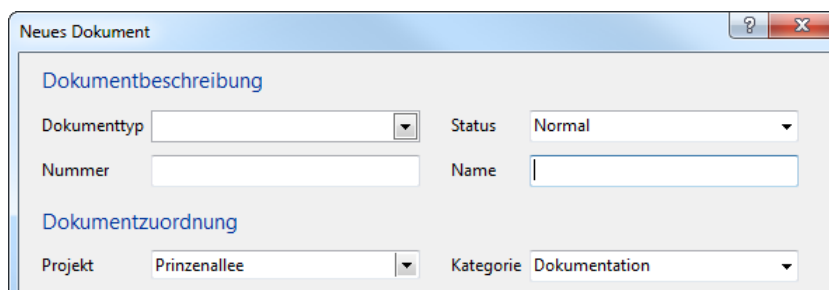 Neues Dokument
Dokumentbeschreibung
Dokumenttyp Status Normal
Nummer Name
Dokumentzuordnung
Projekt Prinzenallee Kategorie Dokumentation